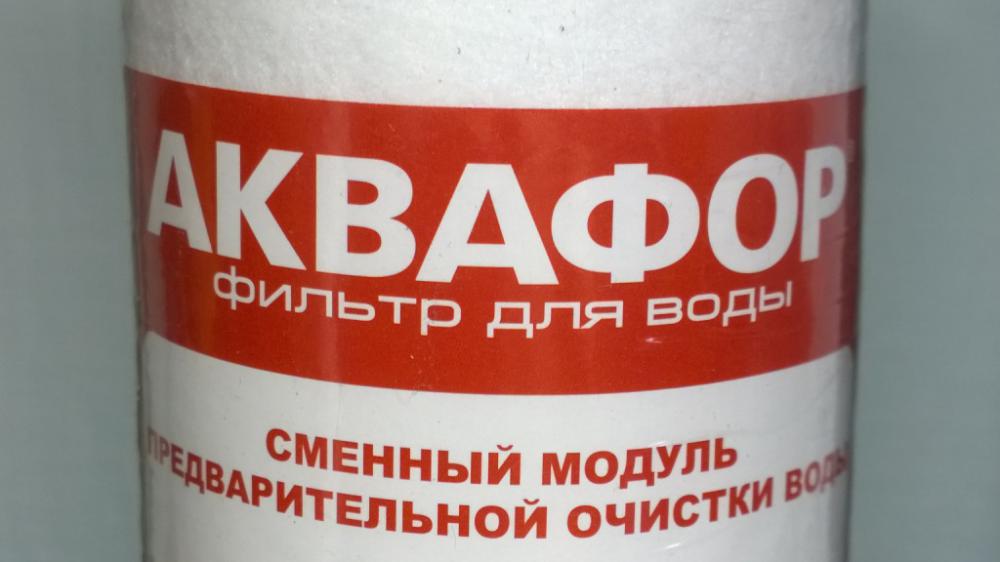 АКВАФОР
фильтр для воды
СМЕННЫЙ МОДУЛЬ
ПРЕДВАРИТЕЛЬНОЙ ОЧИСТКИ ВОДЫ